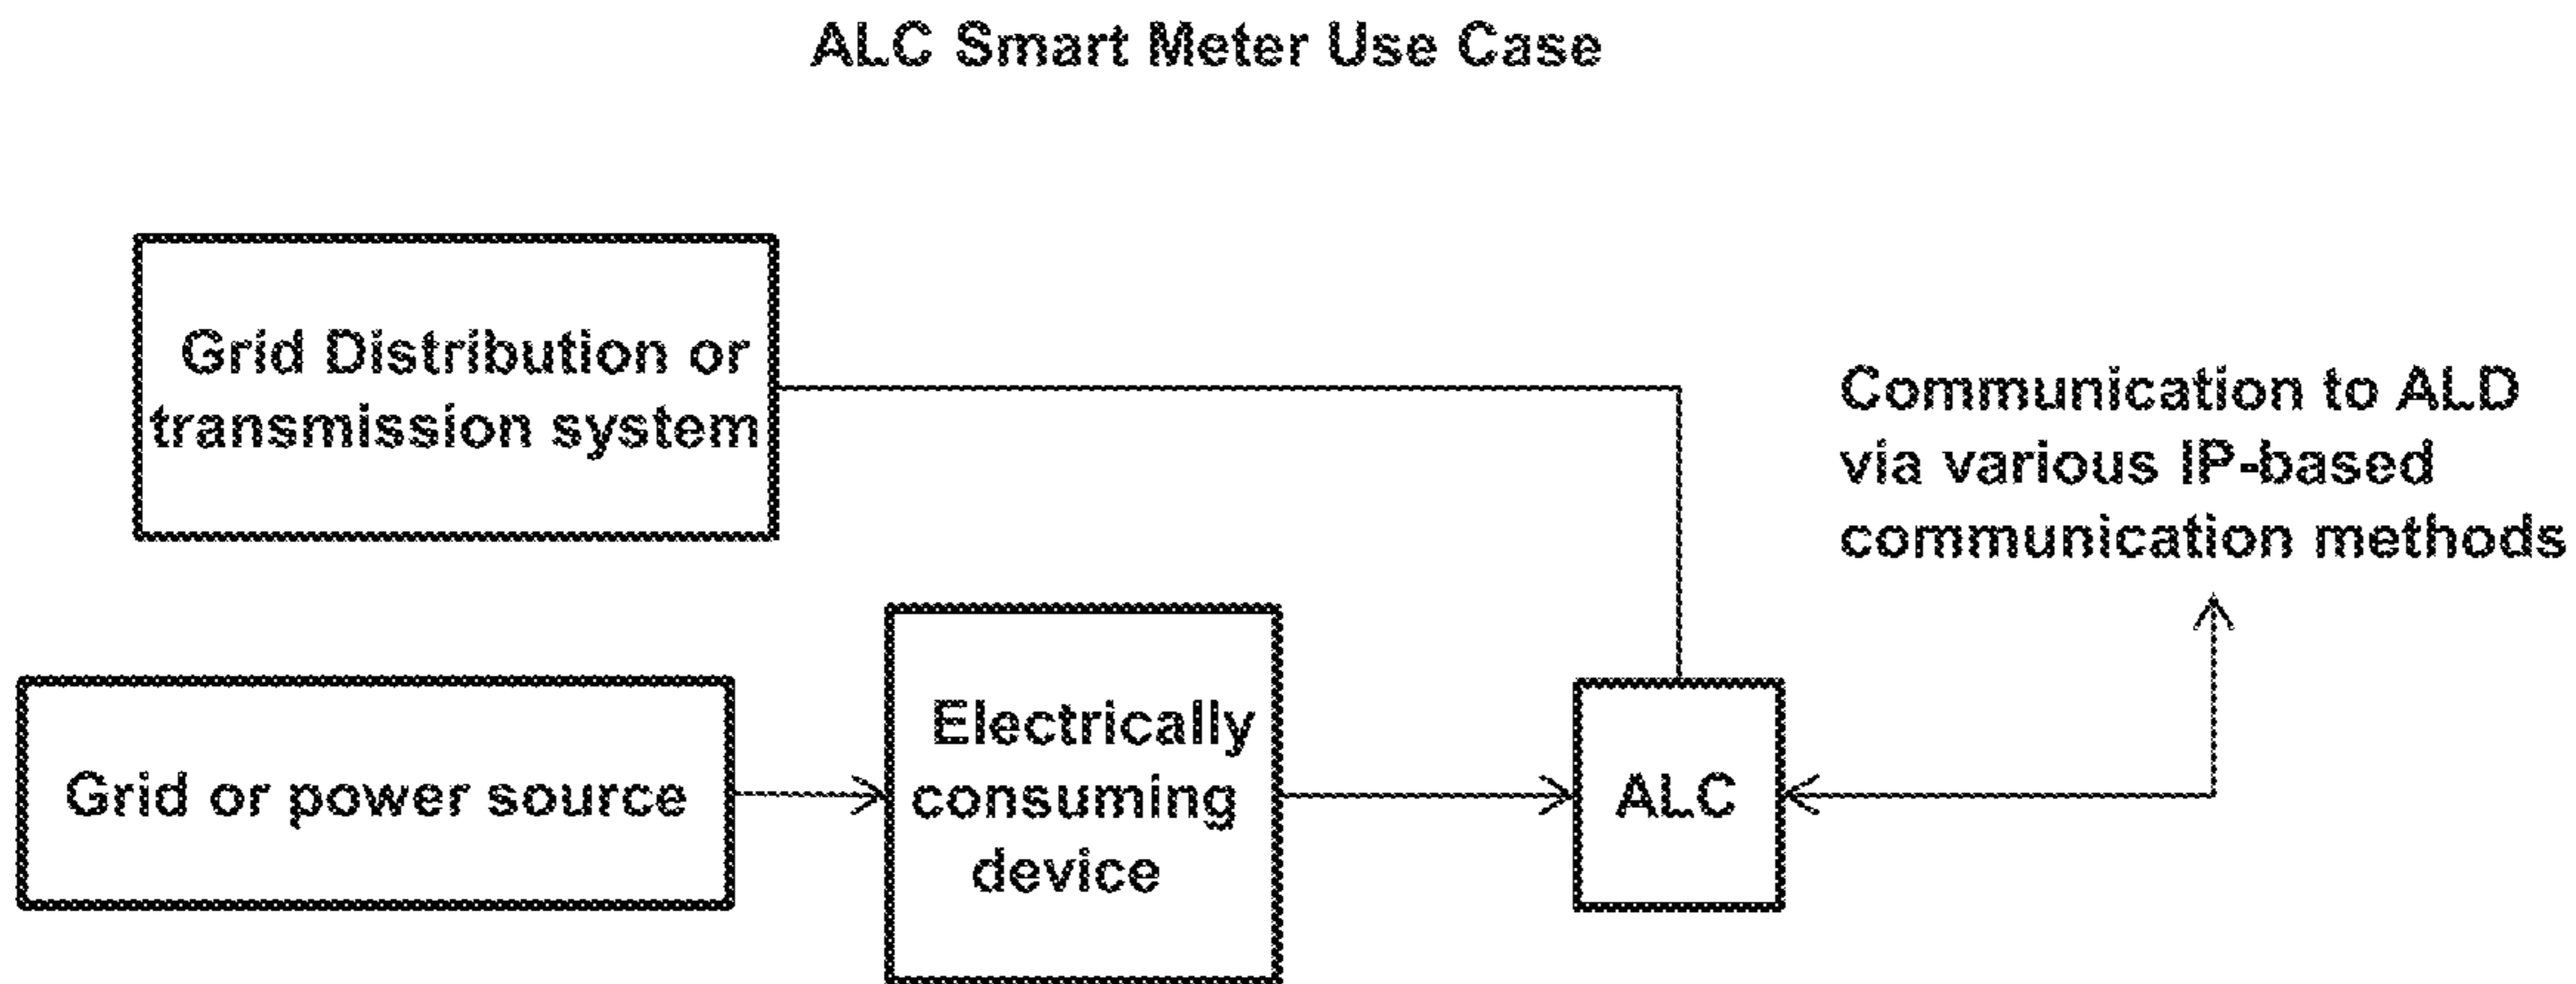 ALC Smart Meter Use Case
Grid Distribution or
transmission system
Communication to ALD
via various IP-based
communication methods
Grid or power source
Electrically
consuming
device
ALC